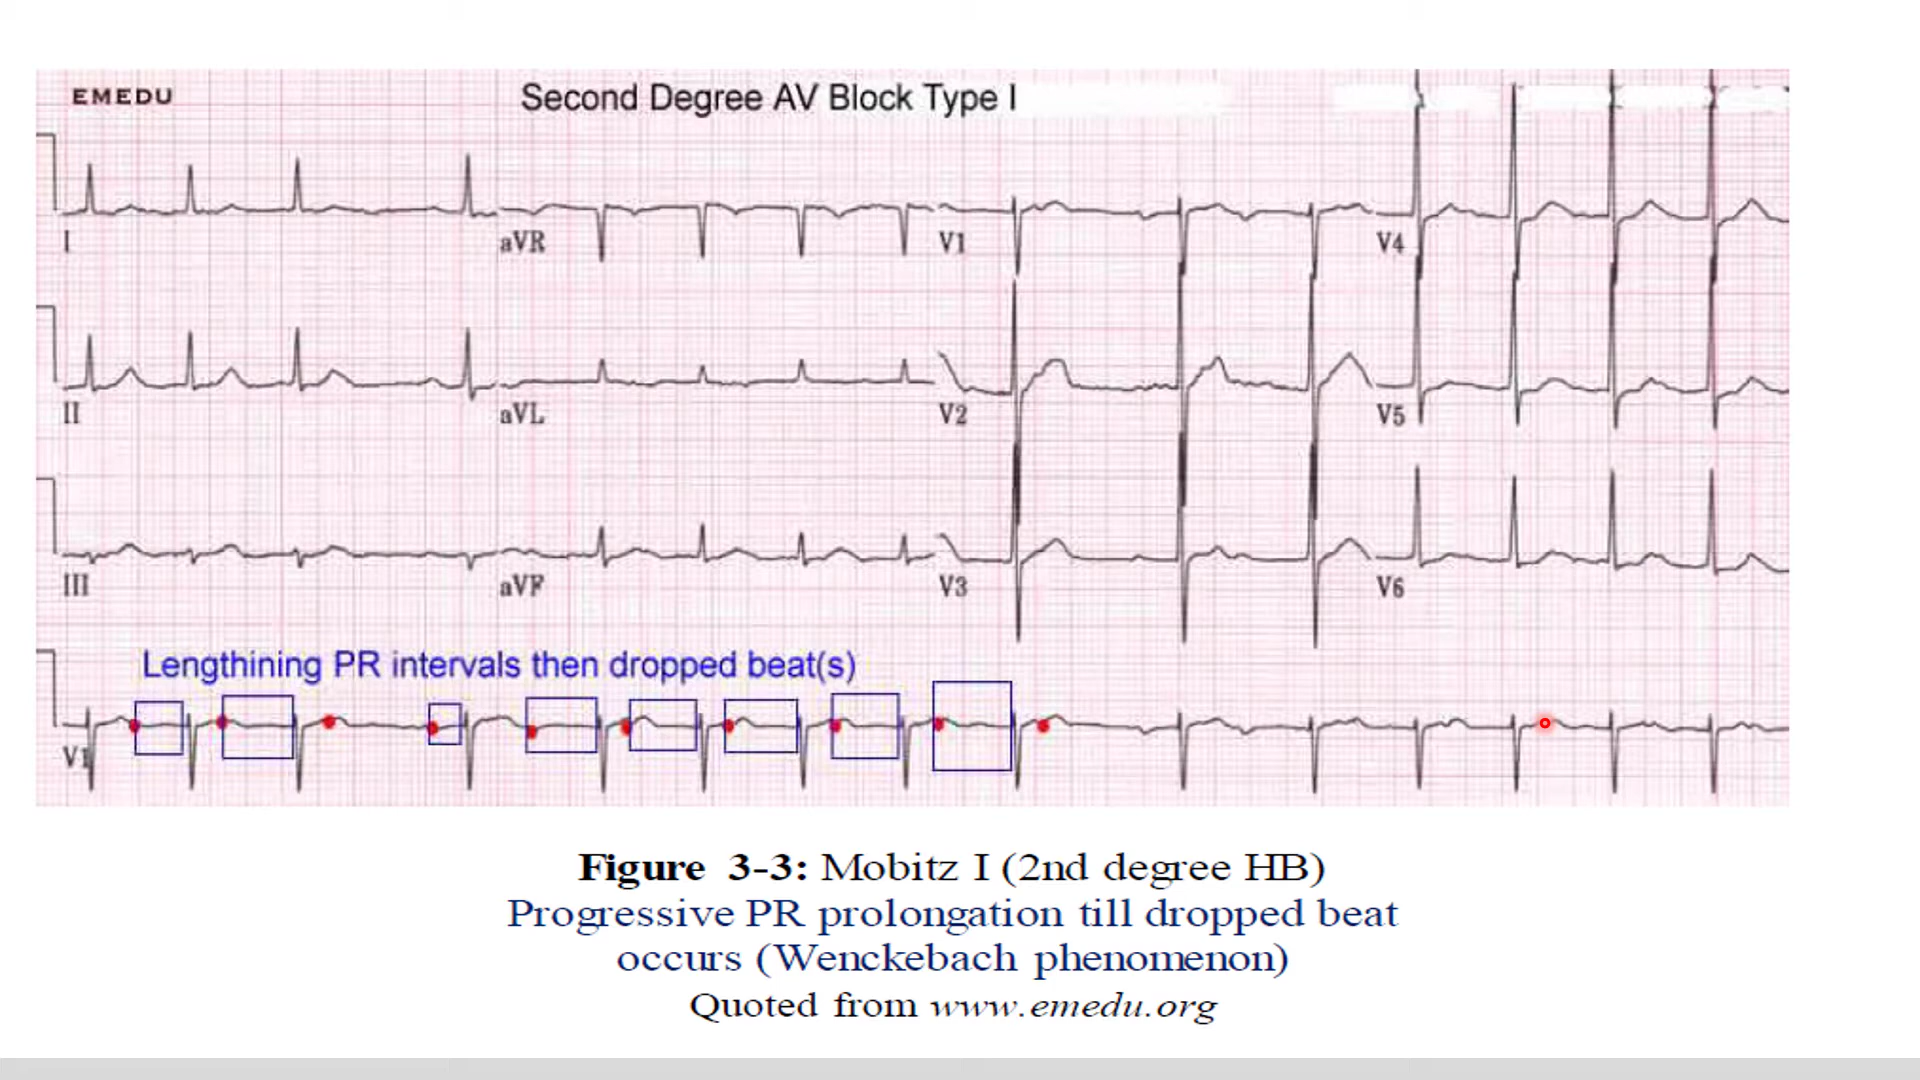 EMEDU
Second Degree AV Block Type I
I
aVR
V1
V4
II
aVL
V2
V5
III
aVF
V3
V6
Lengthining PR intervals then dropped beat(s)
V1
Figure 3-3: Mobitz I (2nd degree HB)
Progressive PR prolongation till dropped beat
occurs (Wenckebach phenomenon)
Quoted from www.emedu.org